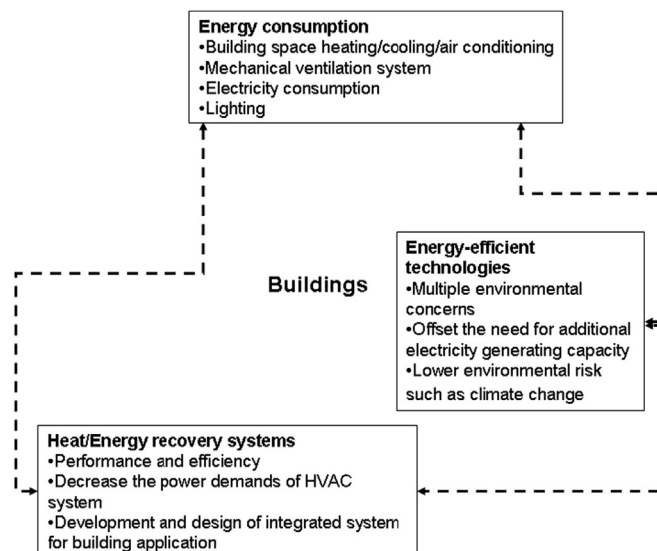 Energy consumption
•Building space heating/cooling/air conditioning
•Mechanical ventilation system
•Electricity consumption
•Lighting
Buildings
Energy-efficient
technologies
•Multiple environmental
concerns
•Offset the need for additional
electricity generating capacity
•Lower environmental risk
such as climate change
Heat/Energy recovery systems
•Performance and efficiency
•Decrease the power demands of HVAC
system
•Development and design of integrated system
for building application